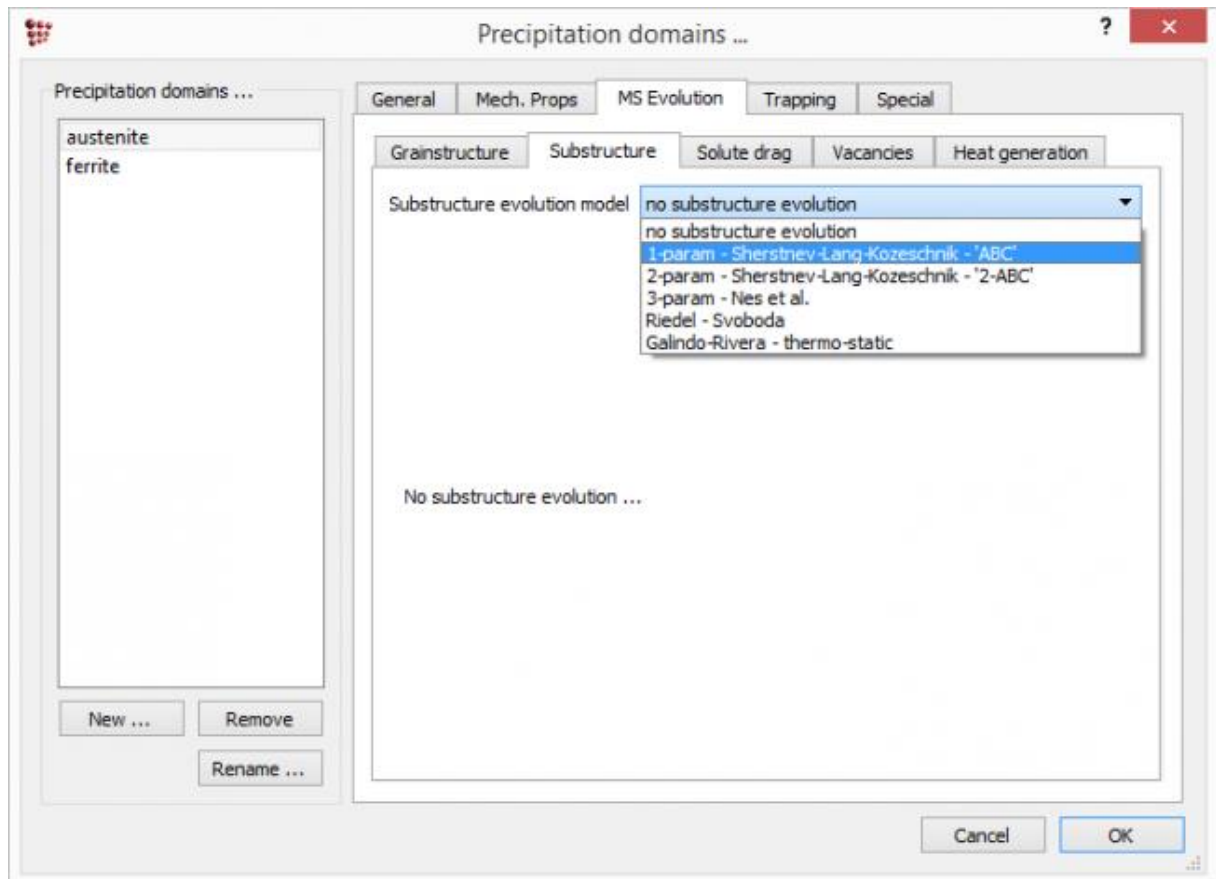 Precipitation domains ...
?
Precipitation domains ...
austenite
ferrite
New ...
Remove
Rename ...
General
Mech. Props
MS Evolution
Trapping
Special
Grainstructure
Substructure
Solute drag
Vacancies
Heat generation
Substructure evolution model
no substructure evolution
no substructure evolution
1-param - Sherstnev-Lang-Kozeschnik - 'ABC'
2-param - Sherstnev-Lang-Kozeschnik - '2-ABC'
3-param - Nes et al.
Riedel - Svoboda
Galindo-Rivera - thermo-static
No substructure evolution ...
Cancel
OK